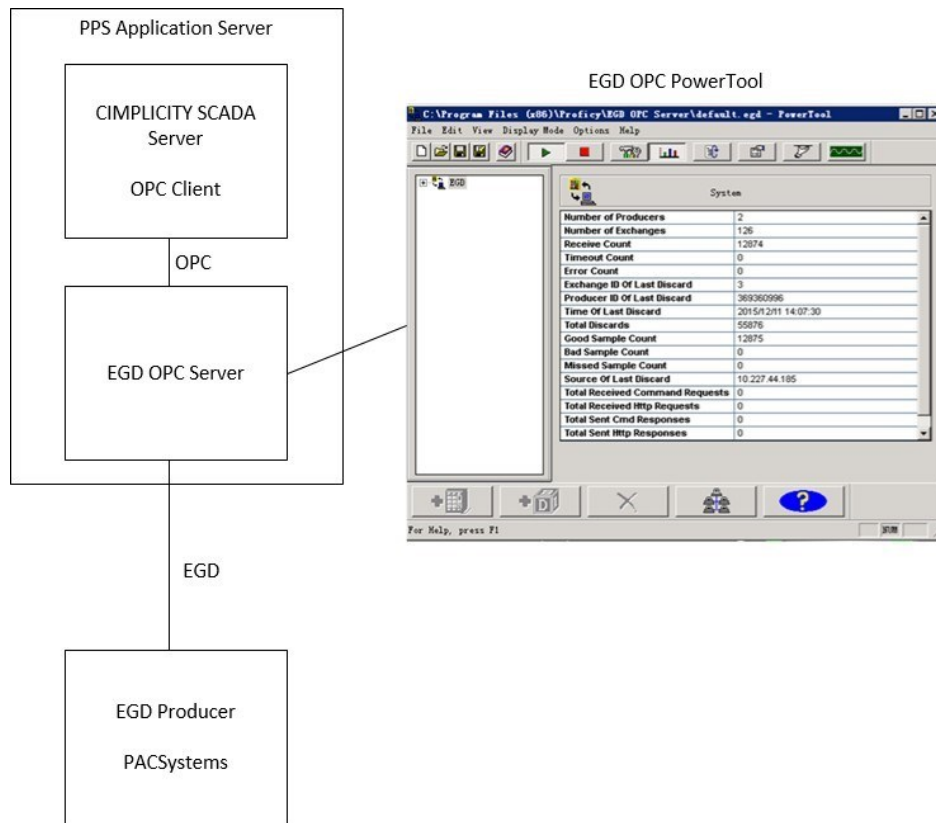 PPS Application Server
CIMPLICITY SCADA
Server
OPC Client
OPC
EGD OPC Server
EGD
EGD Producer
PACSystems
EGD OPC PowerTool
C:\Program Files (x86)\Proficy\EGD OPC Server\default.egd - PowerTool
File Edit View Display Mode Options Help
EGD
System
Number of Producers 2
Number of Exchanges 126
Receive Count 12874
Timeout Count 0
Error Count 0
Exchange ID Of Last Discard 3
Producer ID Of Last Discard 369360996
Time Of Last Discard 2015/12/11 14:07:30
Total Discards 55876
Good Sample Count 12875
Bad Sample Count 0
Missed Sample Count 0
Source Of Last Discard 10.227.44.185
Total Received Command Requests 0
Total Received Http Requests 0
Total Sent Cmd Responses 0
Total Sent Http Responses 0
D
?
For Help, press F1